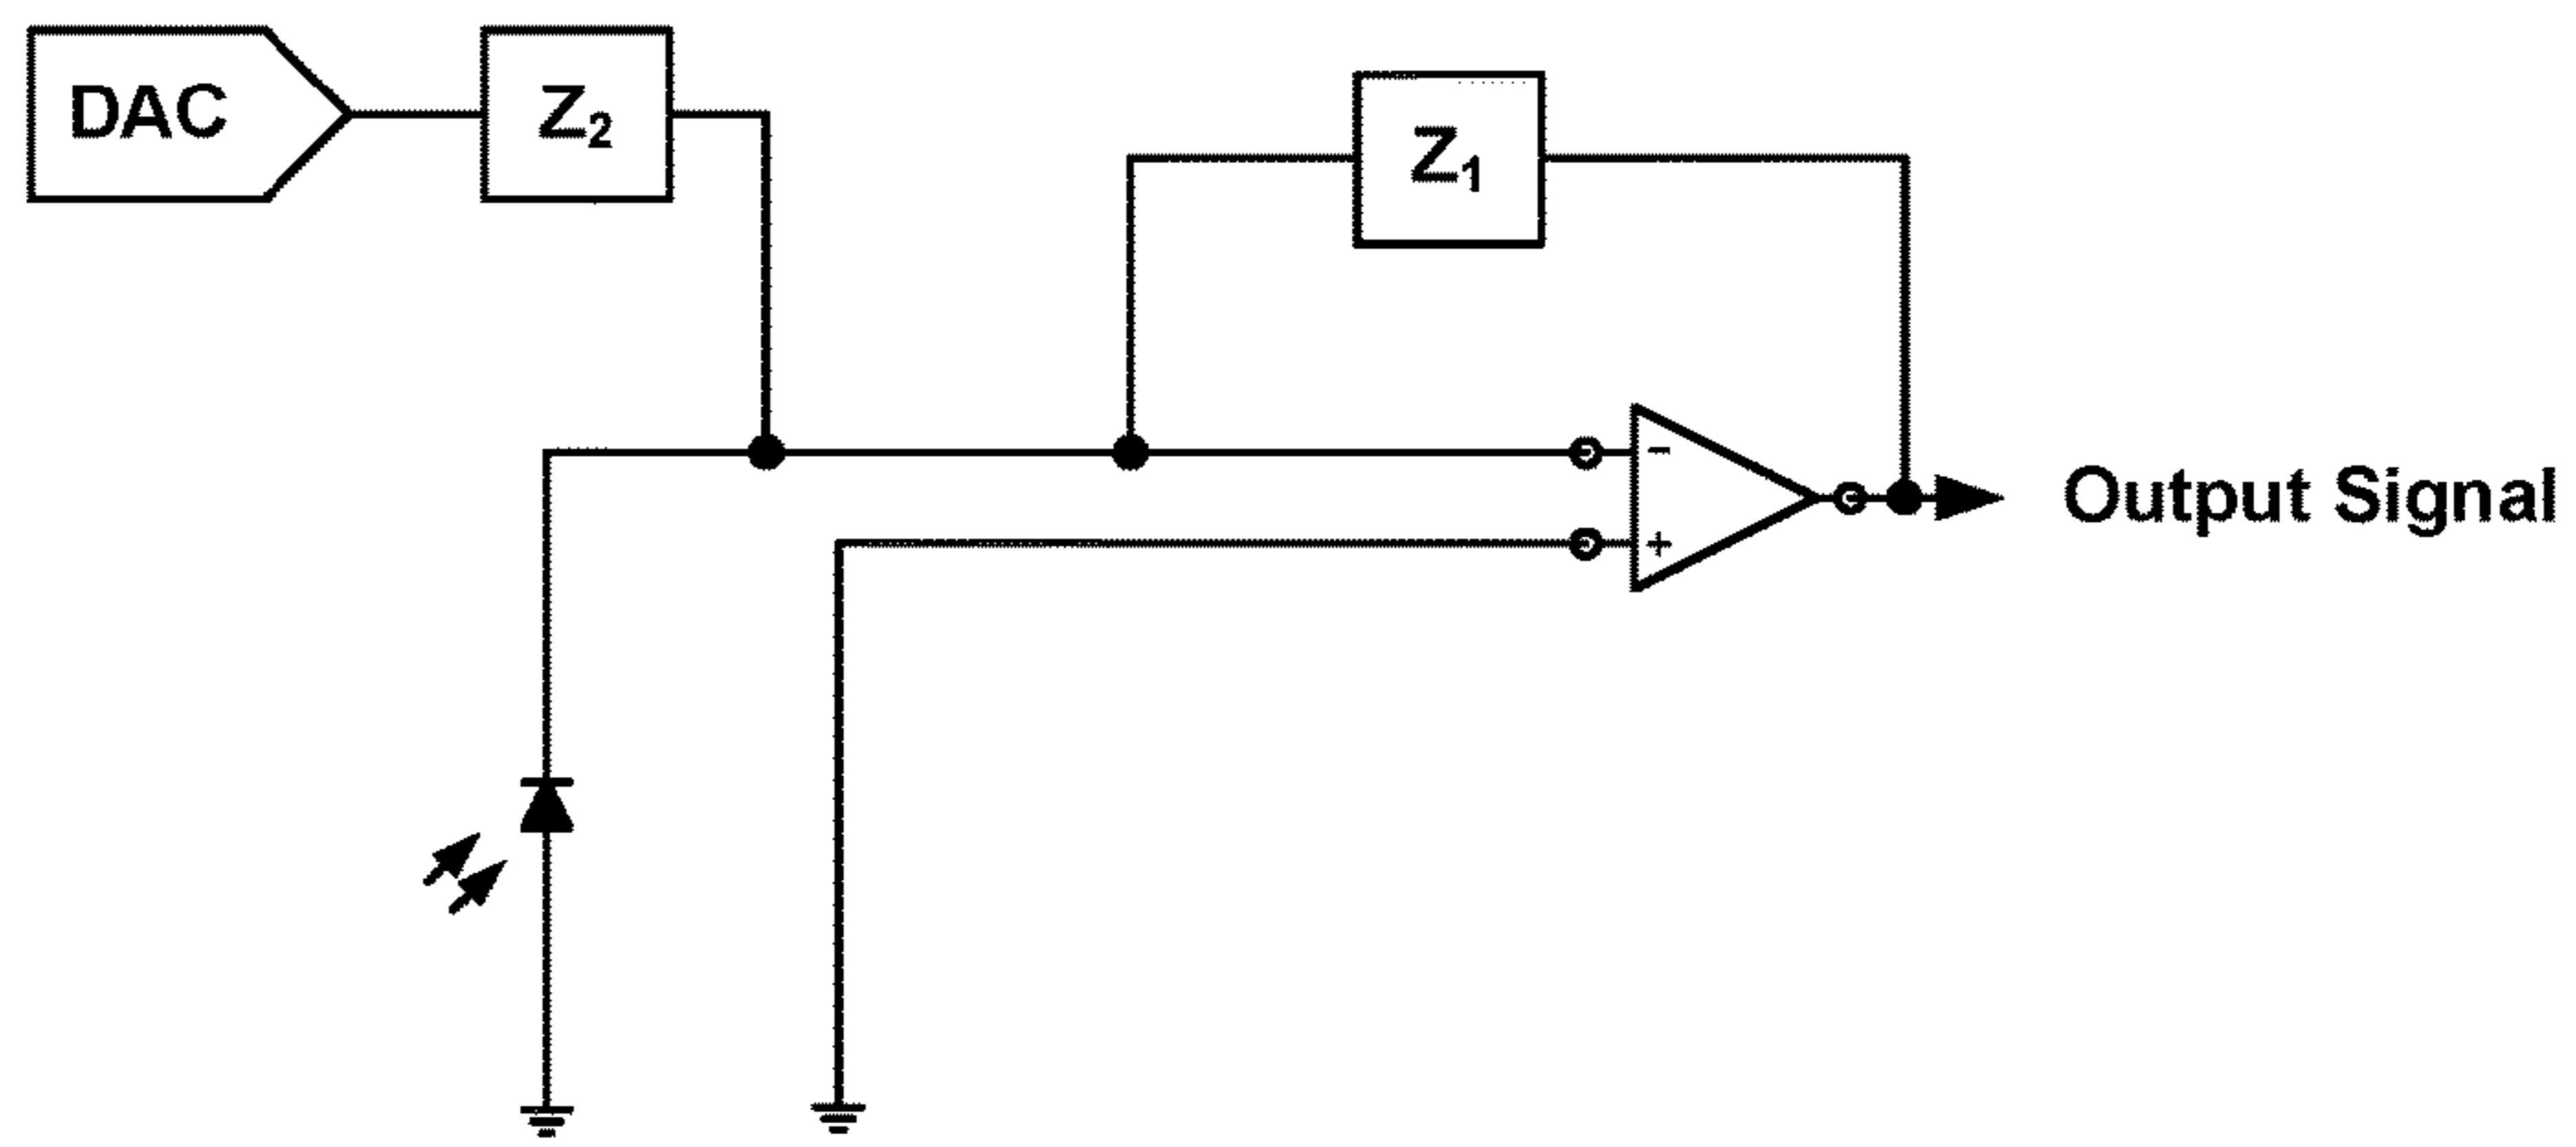 DAC
Z₂
Z₁
−
+
Output Signal